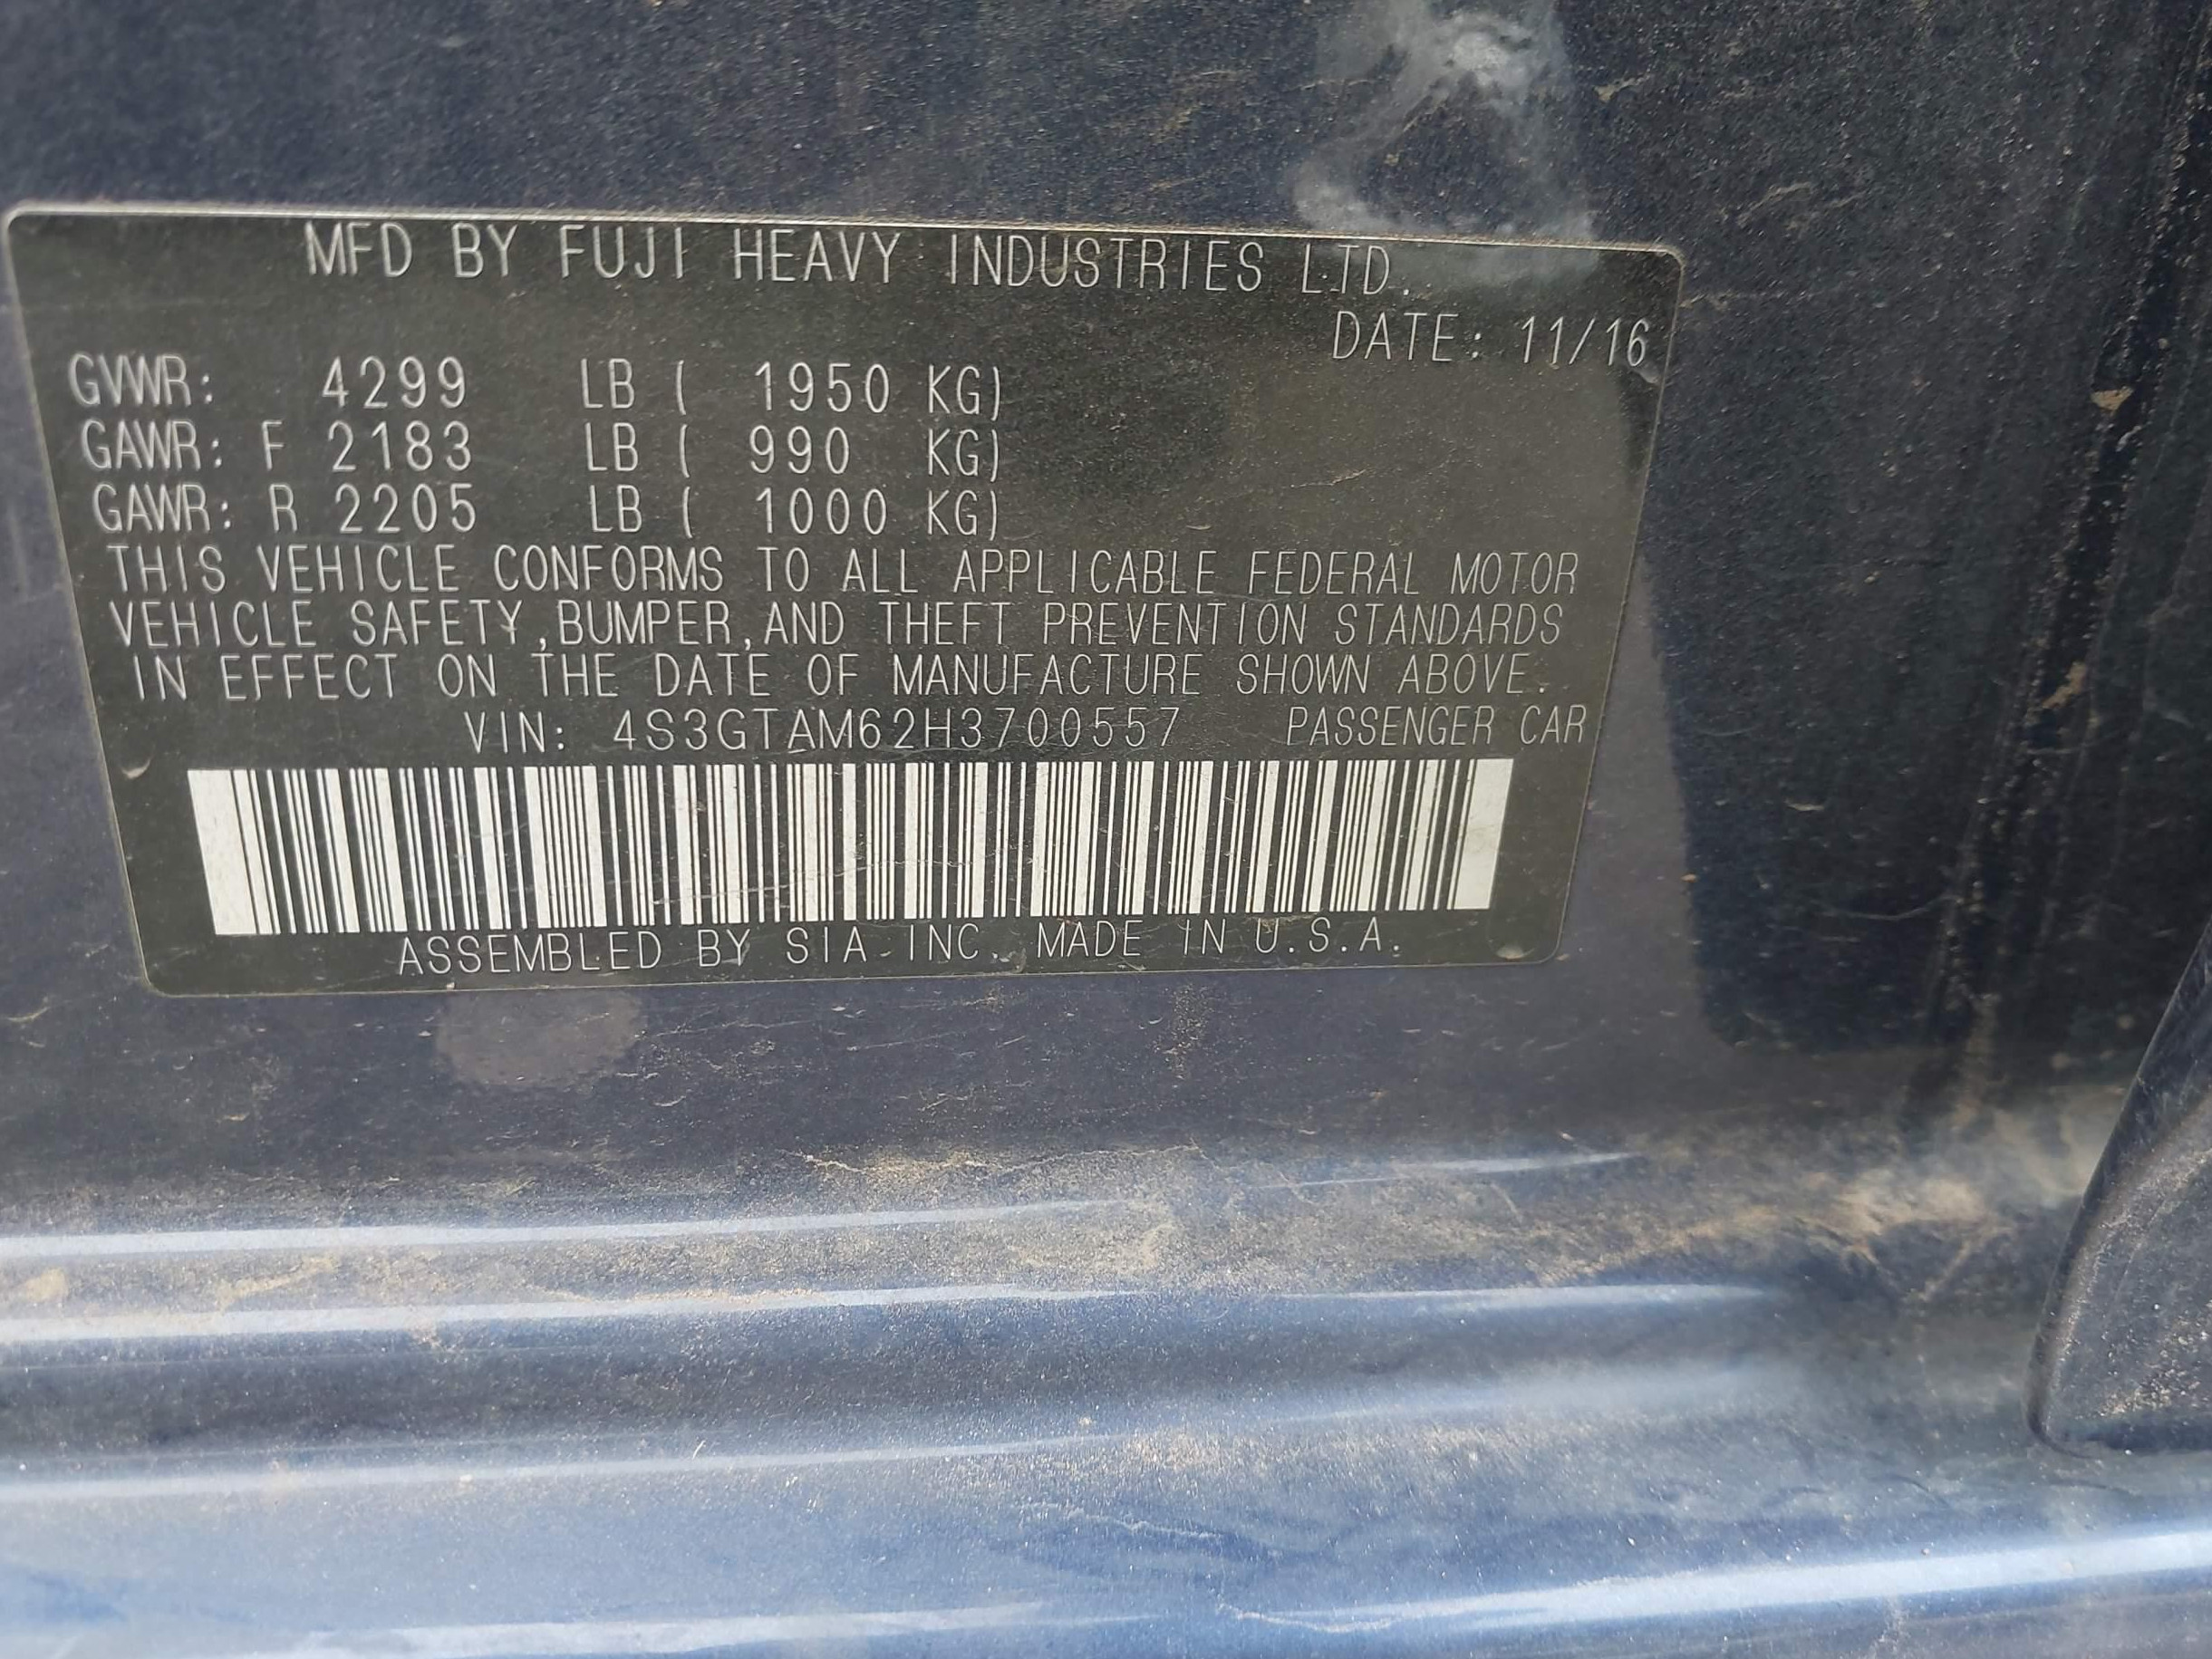 MFD BY FUJI HEAVY INDUSTRIES LTD.
DATE: 11/16
GVWR: 4299 LB ( 1950 KG)
GAWR: F 2183 LB ( 990 KG)
GAWR: R 2205 LB ( 1000 KG)
THIS VEHICLE CONFORMS TO ALL APPLICABLE FEDERAL MOTOR
VEHICLE SAFETY,BUMPER,AND THEFT PREVENTION STANDARDS
IN EFFECT ON THE DATE OF MANUFACTURE SHOWN ABOVE.
VIN: 4S3GTAM62H3700557 PASSENGER CAR
ASSEMBLED BY SIA INC. MADE IN U.S.A.